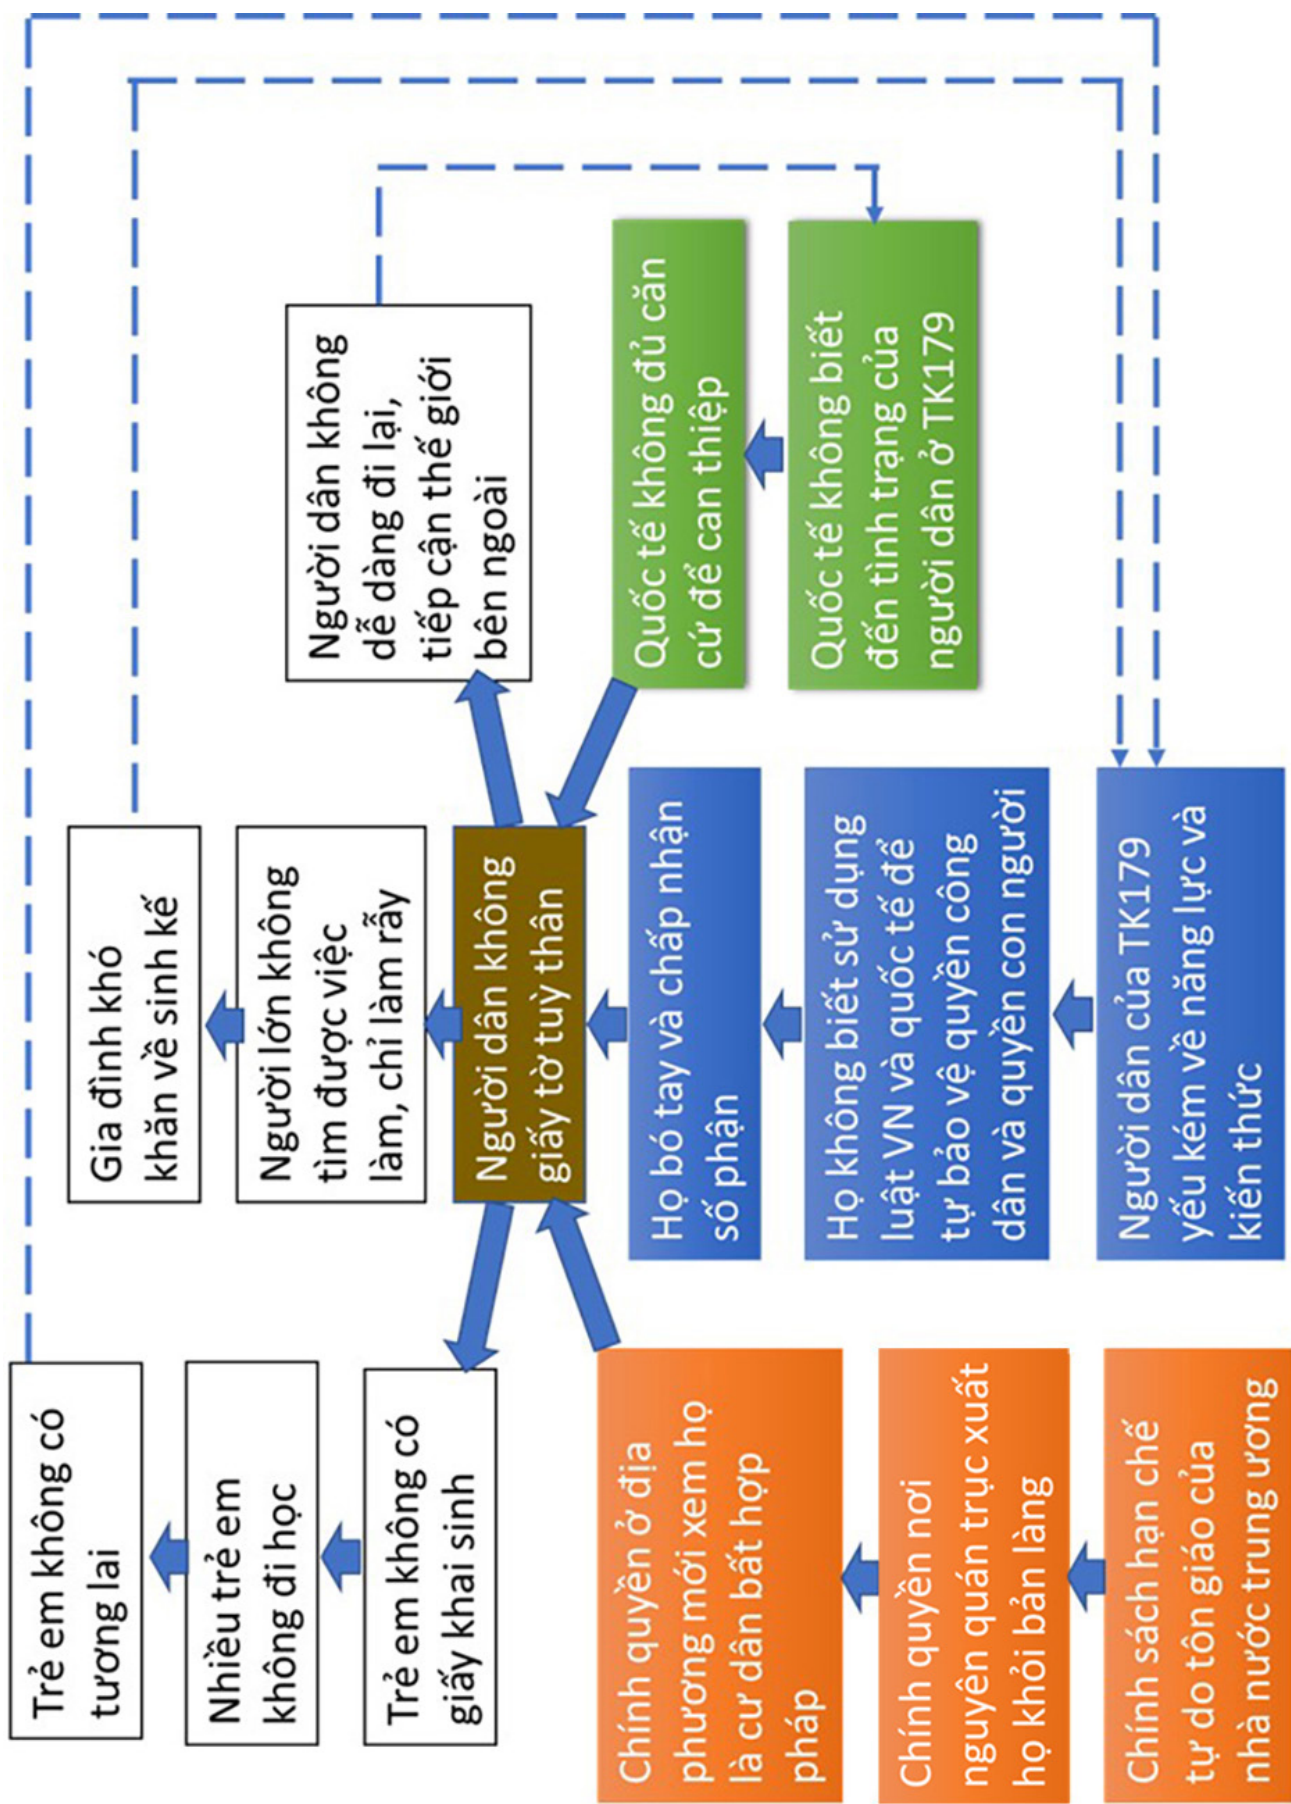 Trẻ em không có
tương lai
Nhiều trẻ em
không đi học
Trẻ em không có
giấy khai sinh
Gia đình khó
khăn về sinh kế
Người lớn không
tìm được việc
làm, chỉ làm rẫy
Người dân không
dễ dàng đi lại,
tiếp cận thế giới
bên ngoài
Người dân không
giấy tờ tuỳ thân
Chính quyền ở địa
phương mới xem họ
là cư dân bất hợp
pháp
Chính quyền nơi
nguyên quán trục xuất
họ khỏi bản làng
Chính sách hạn chế
tự do tôn giáo của
nhà nước trung ương
Họ bó tay và chấp nhận
số phận
Họ không biết sử dụng
luật VN và quốc tế để
tự bảo vệ quyền công
dân và quyền con người
Người dân của TK179
yếu kém về năng lực và
kiến thức
Quốc tế không đủ căn
cứ để can thiệp
Quốc tế không biết
đến tình trạng của
người dân ở TK179